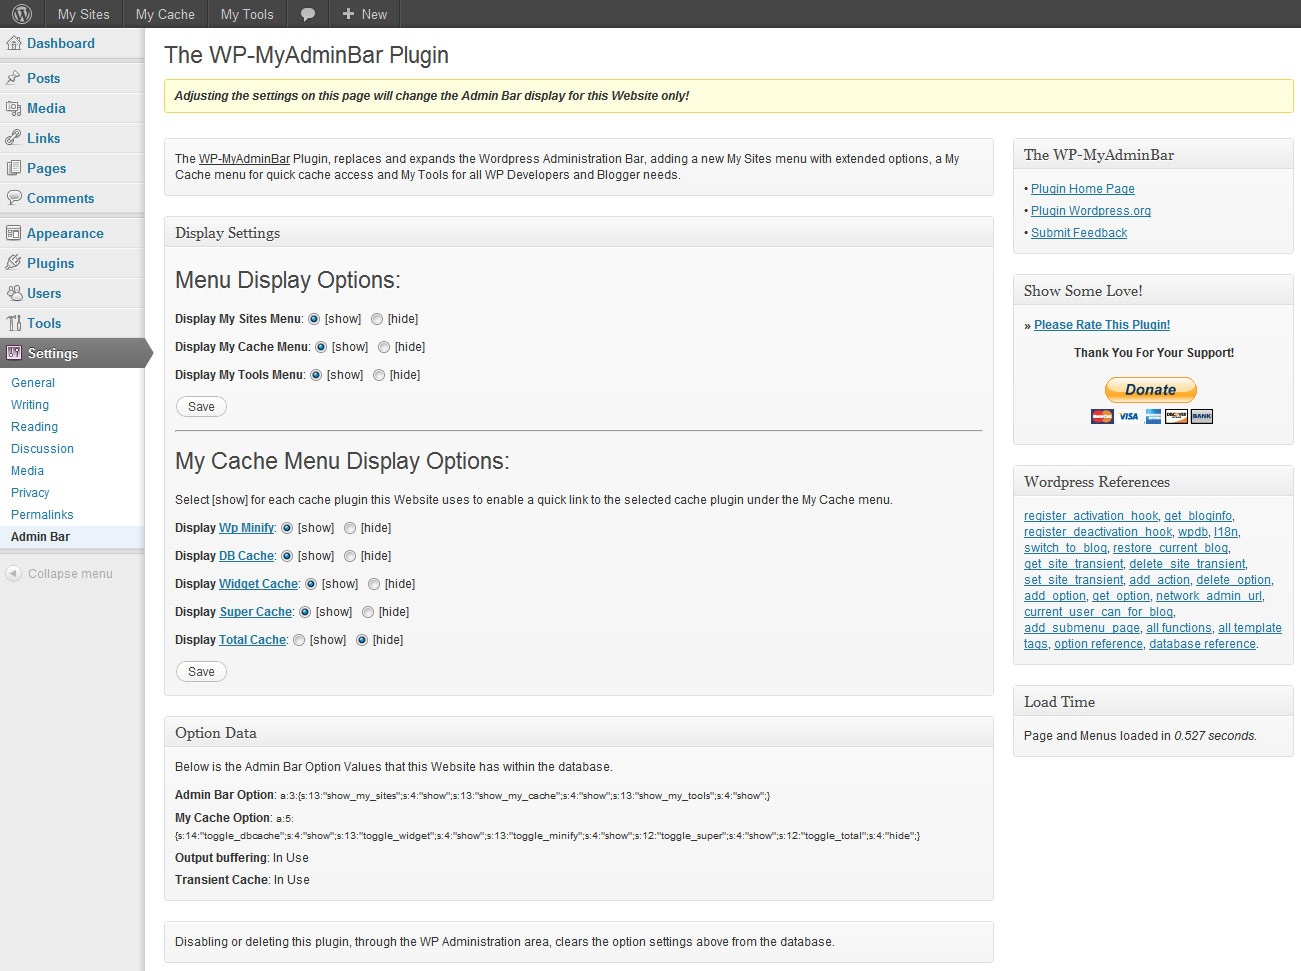 My Sites
My Cache
My Tools
New
Dashboard
Posts
Media
Links
Pages
Comments
Appearance
Plugins
Users
Tools
Settings
General
Writing
Reading
Discussion
Media
Privacy
Permalinks
Admin Bar
Collapse menu
The WP-MyAdminBar Plugin
Adjusting the settings on this page will change the Admin Bar display for this Website only!
The WP-MyAdminBar Plugin, replaces and expands the Wordpress Administration Bar, adding a new My Sites menu with extended options, a My
Cache menu for quick cache access and My Tools for all WP Developers and Blogger needs.
Display Settings
Menu Display Options:
Display My Sites Menu: [show] [hide]
Display My Cache Menu: [show] [hide]
Display My Tools Menu: [show] [hide]
Save
My Cache Menu Display Options:
Select [show] for each cache plugin this Website uses to enable a quick link to the selected cache plugin under the My Cache menu.
Display Wp Minify: [show] [hide]
Display DB Cache: [show] [hide]
Display Widget Cache: [show] [hide]
Display Super Cache: [show] [hide]
Display Total Cache: [show] [hide]
Save
Option Data
Below is the Admin Bar Option Values that this Website has within the database.
Admin Bar Option: a:3:{s:13:"show_my_sites";s:4:"show";s:13:"show_my_cache";s:4:"show";s:13:"show_my_tools";s:4:"show";}
My Cache Option: a:5:
{s:14:"toggle_dbcache";s:4:"show";s:13:"toggle_widget";s:4:"show";s:13:"toggle_minify";s:4:"show";s:12:"toggle_super";s:4:"show";s:12:"toggle_total";s:4:"hide";}
Output buffering: In Use
Transient Cache: In Use
Disabling or deleting this plugin, through the WP Administration area, clears the option settings above from the database.
The WP-MyAdminBar
• Plugin Home Page
• Plugin Wordpress.org
• Submit Feedback
Show Some Love!
» Please Rate This Plugin!
Thank You For Your Support!
Donate
MasterCard VISA DISCOVER BANK
Wordpress References
register_activation_hook, get_bloginfo,
register_deactivation_hook, wpdb, l18n,
switch_to_blog, restore_current_blog,
get_site_transient, delete_site_transient,
set_site_transient, add_action, delete_option,
add_option, get_option, network_admin_url,
current_user_can_for_blog,
add_submenu_page, all functions, all template
tags, option reference, database reference.
Load Time
Page and Menus loaded in 0.527 seconds.